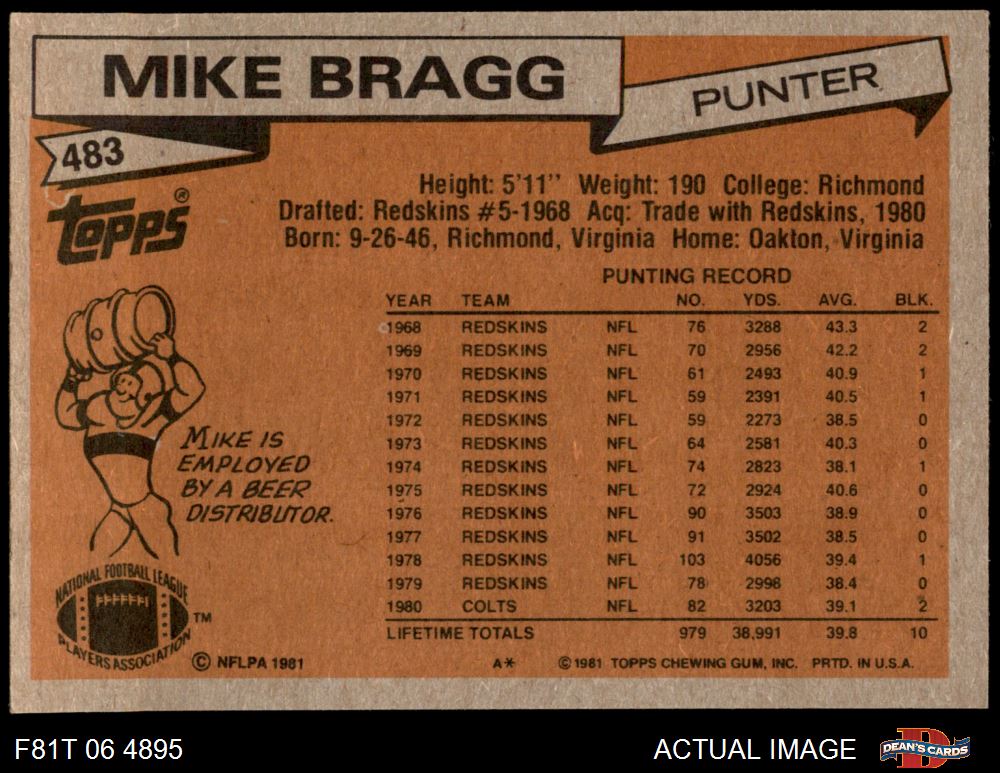 MIKE BRAGG
PUNTER
483
TOPPS®
Height: 5'11" Weight: 190 College: Richmond
Drafted: Redskins #5-1968 Acq: Trade with Redskins, 1980
Born: 9-26-46, Richmond, Virginia Home: Oakton, Virginia
PUNTING RECORD
YEAR TEAM NO. YDS. AVG. BLK.
1968 REDSKINS NFL 76 3288 43.3 2
1969 REDSKINS NFL 70 2956 42.2 2
1970 REDSKINS NFL 61 2493 40.9 1
1971 REDSKINS NFL 59 2391 40.5 1
1972 REDSKINS NFL 59 2273 38.5 0
1973 REDSKINS NFL 64 2581 40.3 0
1974 REDSKINS NFL 74 2823 38.1 1
1975 REDSKINS NFL 72 2924 40.6 0
1976 REDSKINS NFL 90 3503 38.9 0
1977 REDSKINS NFL 91 3502 38.5 0
1978 REDSKINS NFL 103 4056 39.4 1
1979 REDSKINS NFL 78 2998 38.4 0
1980 COLTS NFL 82 3203 39.1 2
LIFETIME TOTALS 979 38,991 39.8 10
MIKE IS
EMPLOYED
BY A BEER
DISTRIBUTOR.
NATIONAL FOOTBALL LEAGUE
PLAYERS ASSOCIATION
TM
© NFLPA 1981
A* © 1981 TOPPS CHEWING GUM, INC. PRTD. IN U.S.A.
F81T 06 4895
ACTUAL IMAGE
DEAN'S CARDS